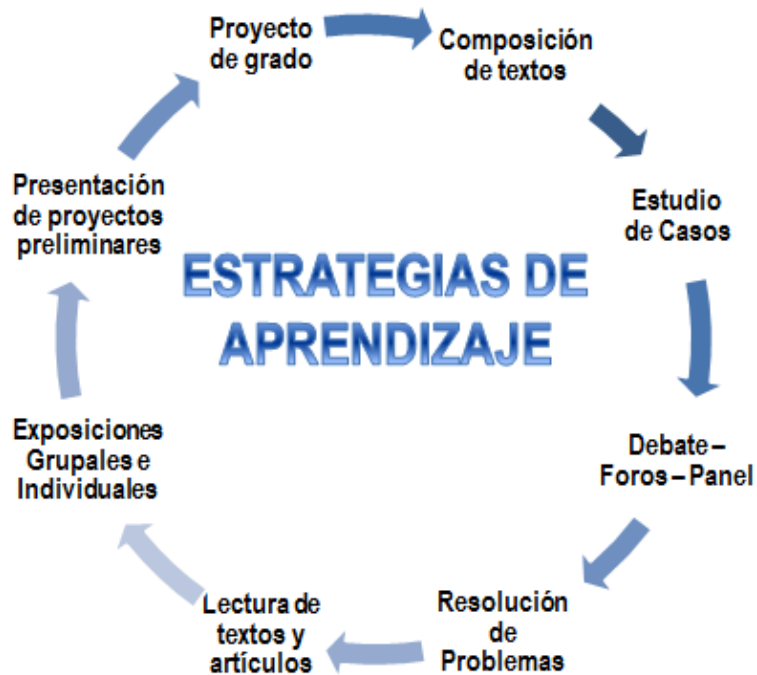 Proyecto
de grado
Composición
de textos
Estudio
de Casos
Debate – 
Foros – Panel
Resolución
de
Problemas
Lectura de
textos y
artículos
Exposiciones
Grupales e
Individuales
Presentación
de proyectos
preliminares
ESTRATEGIAS DE
APRENDIZAJE